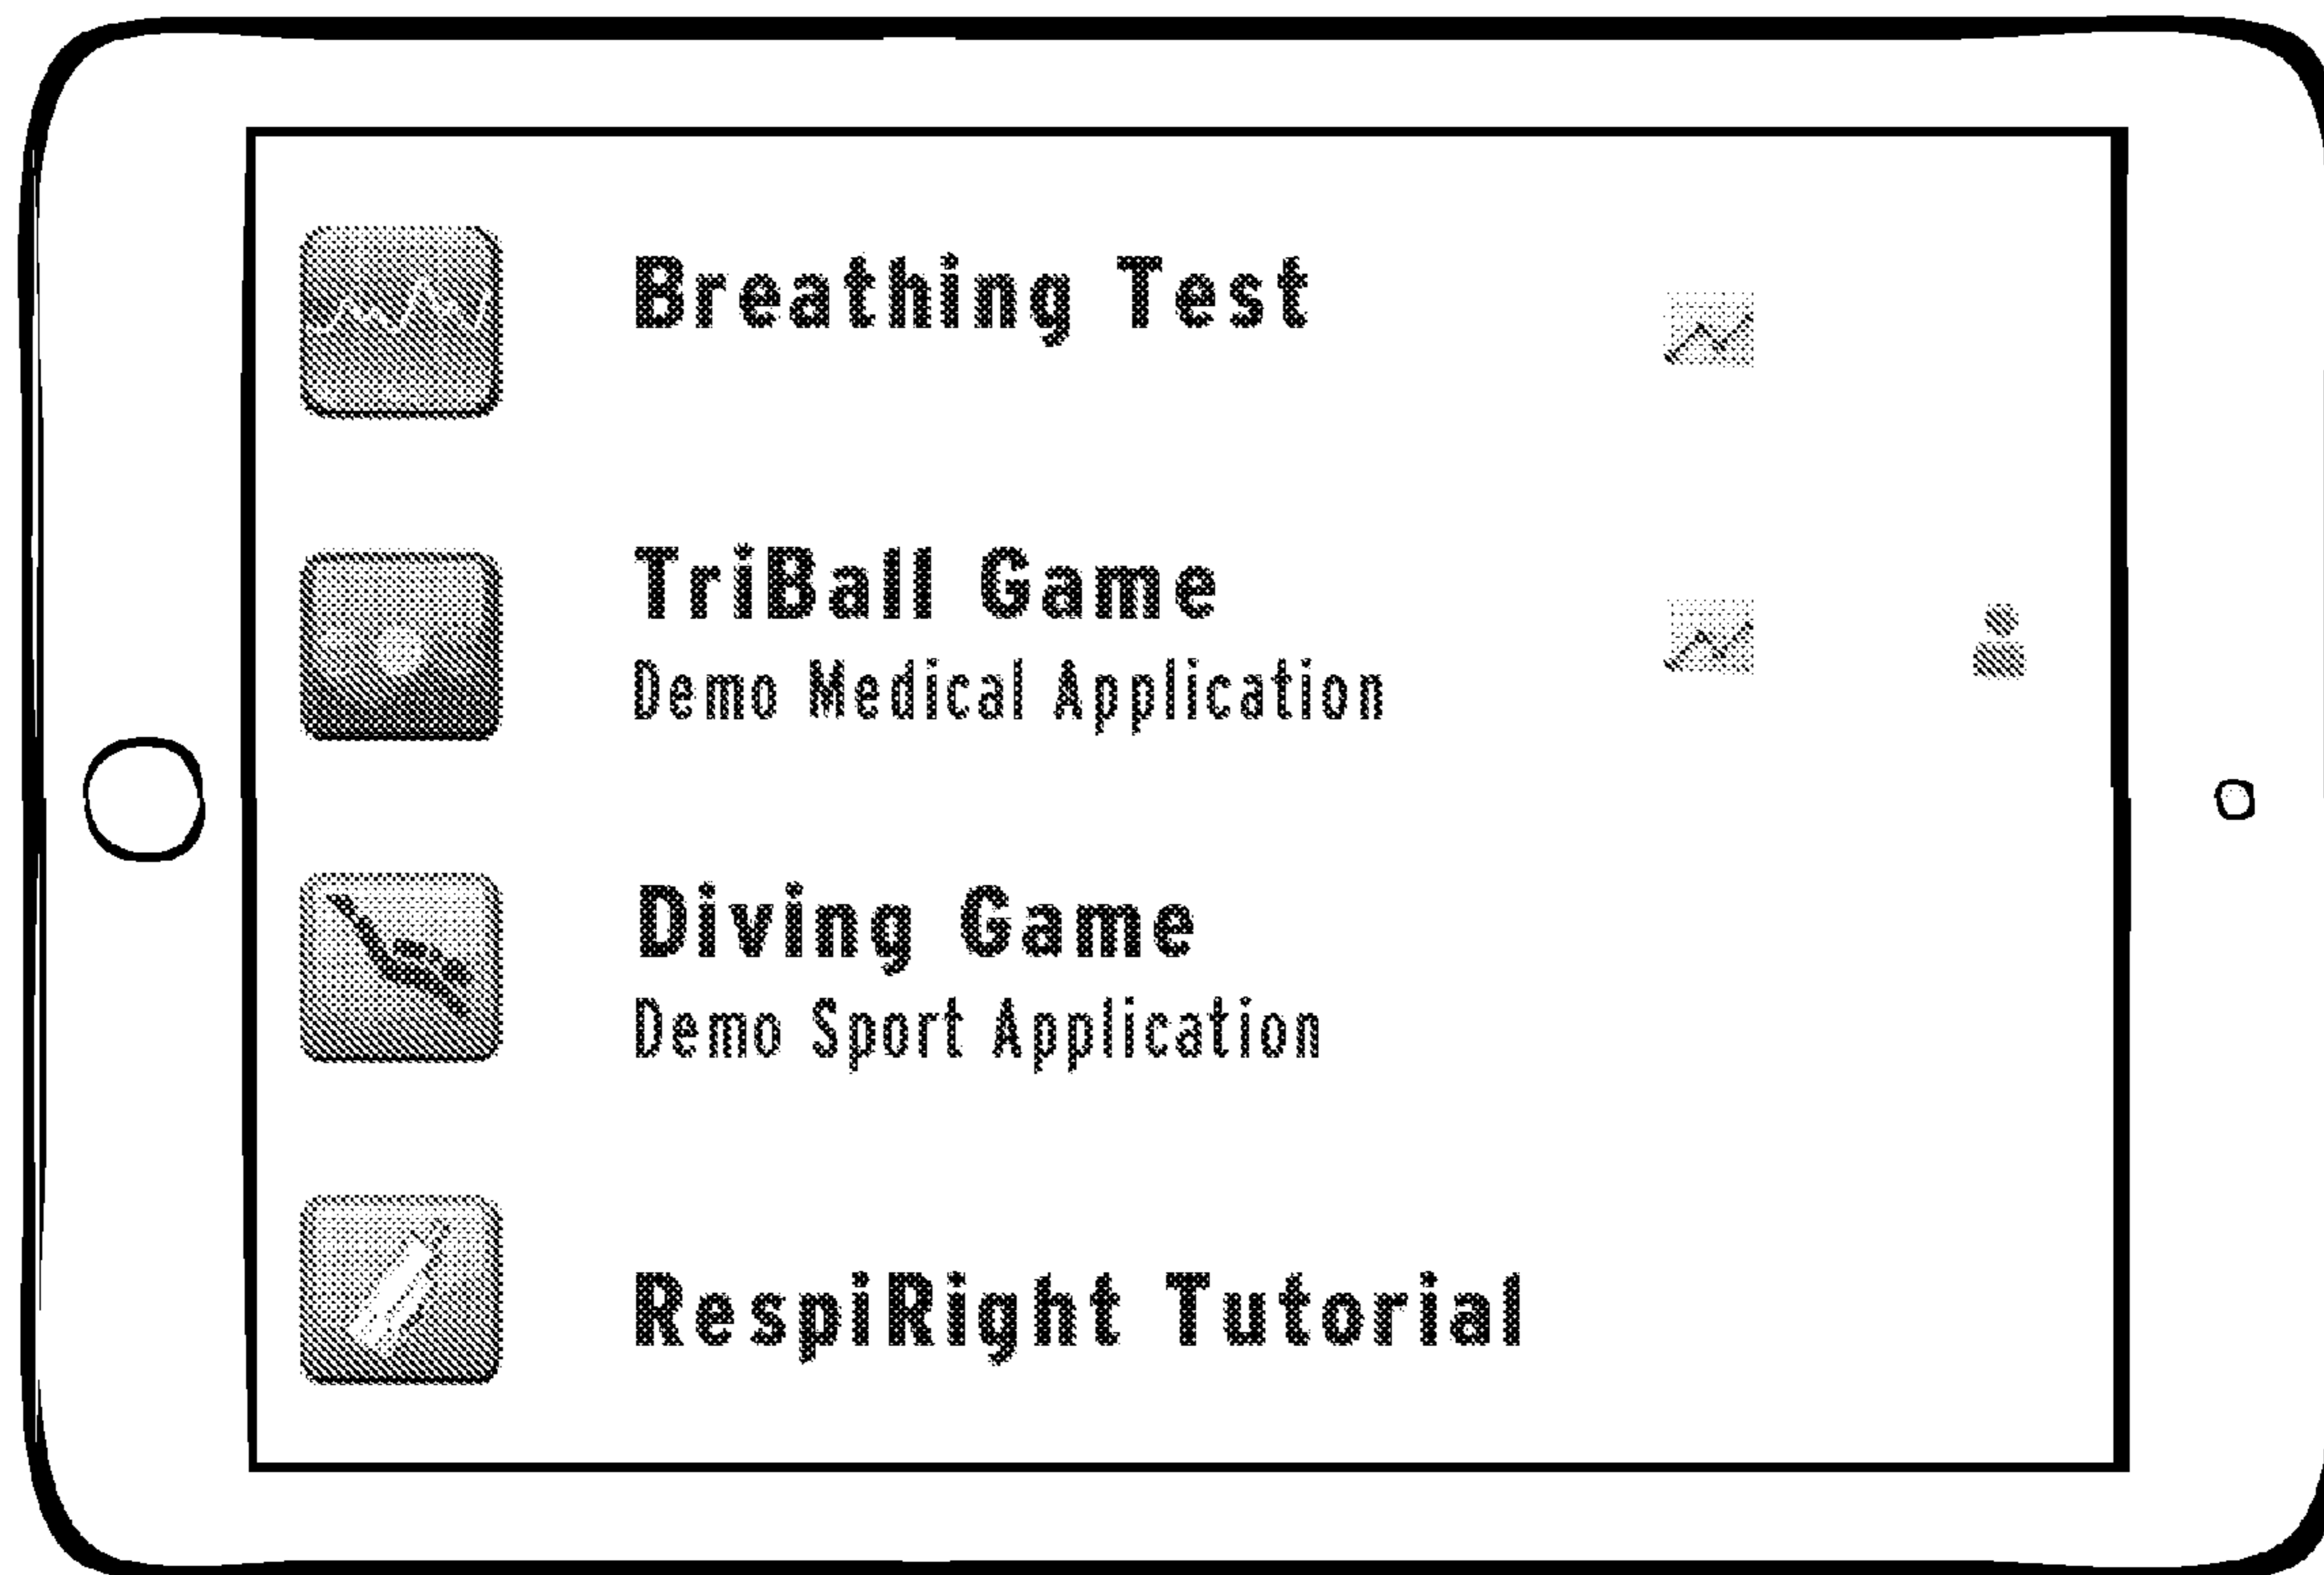 Breathing Test
TriBall Game
Demo Medical Application
Diving Game
Demo Sport Application
RespiRight Tutorial